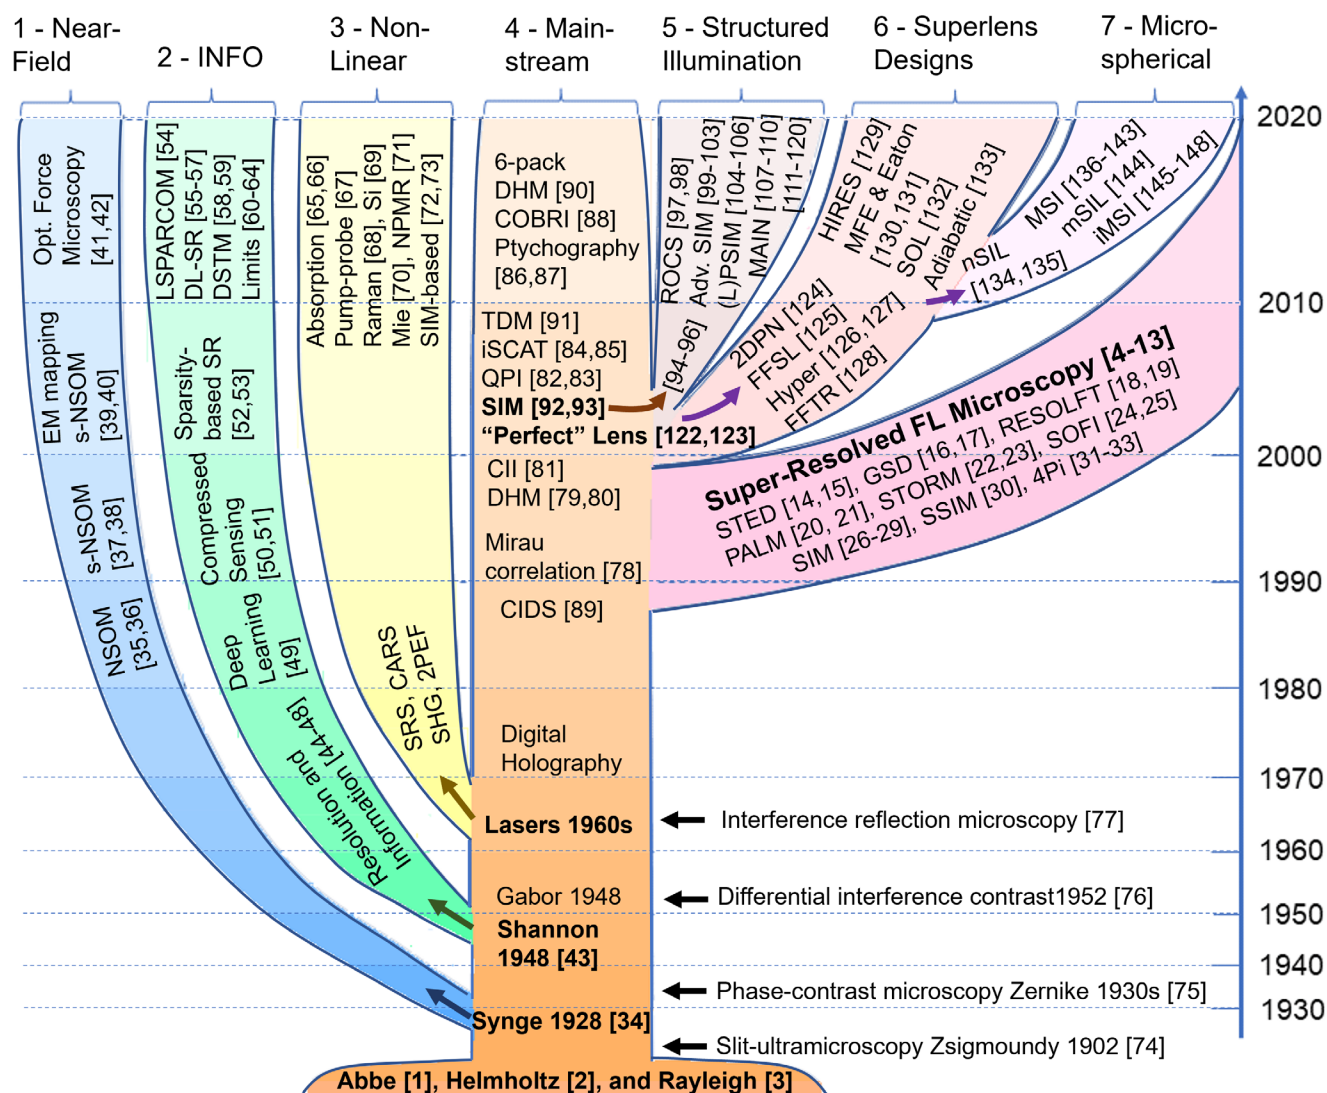 1 - Near-
Field
2 - INFO
3 - Non-
Linear
4 - Main-
stream
5 - Structured
Illumination
6 - Superlens
Designs
7 - Micro-
spherical
2020
2010
2000
1990
1980
1970
1960
1950
1940
1930
Opt. Force
Microscopy
[41,42]
EM mapping
s-NSOM
[39,40]
s-NSOM
[37,38]
NSOM
[35,36]
LSPARCOM [54]
DL-SR [55-57]
DSTM [58,59]
Limits [60-64]
Sparsity-
based SR
[52,53]
Compressed
Sensing
[50,51]
Deep
Learning
[49]
Resolution and
Information [44-48]
Absorption [65,66]
Pump-probe [67]
Raman [68], Si [69]
Mie [70], NPMR [71]
SIM-based [72,73]
SRS, CARS
SHG, 2PEF
6-pack
DHM [90]
COBRI [88]
Ptychography
[86,87]
TDM [91]
iSCAT [84,85]
QPI [82,83]
SIM [92,93]
“Perfect” Lens [122,123]
CII [81]
DHM [79,80]
Mirau
correlation [78]
CIDS [89]
Digital
Holography
Lasers 1960s
Gabor 1948
Shannon
1948 [43]
Synge 1928 [34]
Abbe [1], Helmholtz [2], and Rayleigh [3]
ROCS [97,98]
Adv. SIM [99-103]
(L)PSIM [104-106]
MAIN [107-110]
[111-120]
[94-96]
HIRES [129]
MFE & Eaton
[130,131]
SOL [132]
Adiabatic [133]
2DPN [124]
FFSL [125]
Hyper [126,127]
FFTR [128]
MSI [136-143]
mSIL [144]
iMSI [145-148]
nSIL
[134,135]
Super-Resolved FL Microscopy [4-13]
STED [14,15], GSD [16,17], RESOLFT [18,19]
PALM [20, 21], STORM [22,23], SOFI [24,25]
SIM [26-29], SSIM [30], 4Pi [31-33]
Interference reflection microscopy [77]
Differential interference contrast1952 [76]
Phase-contrast microscopy Zernike 1930s [75]
Slit-ultramicroscopy Zsigmoundy 1902 [74]